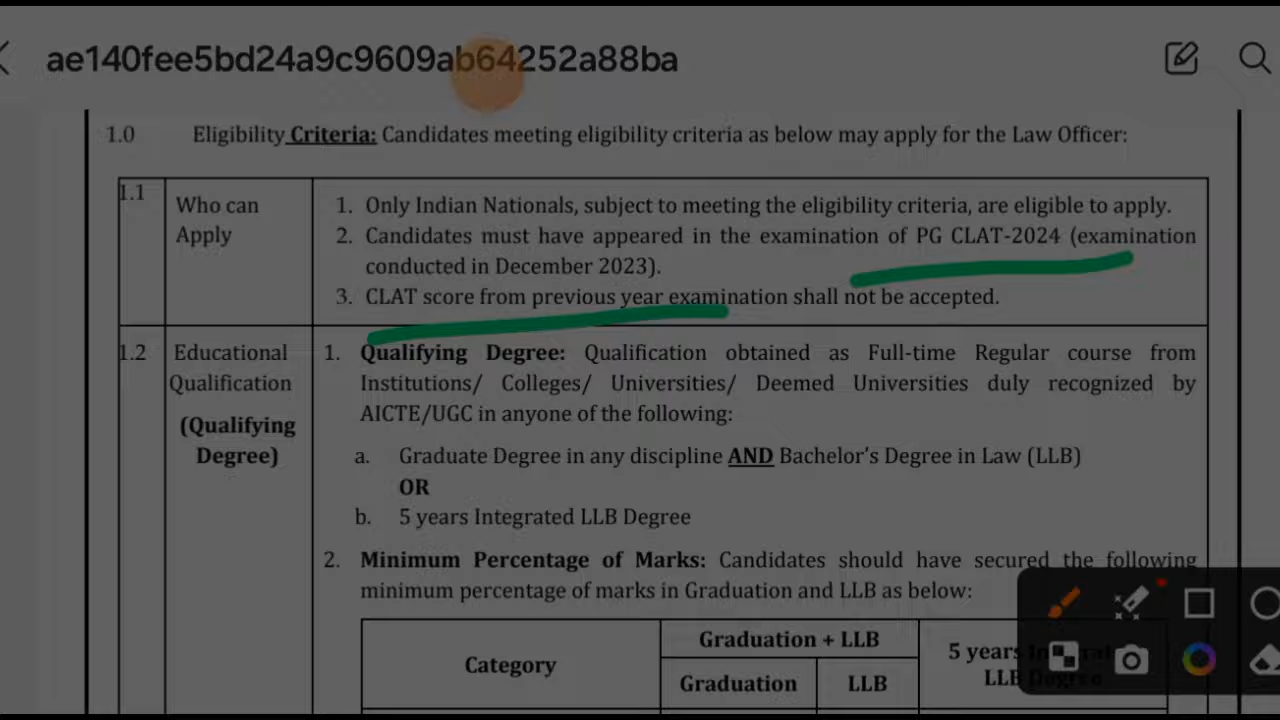 ae140fee5bd24a9c9609ab64252a88ba
1.0 Eligibility Criteria: Candidates meeting eligibility criteria as below may apply for the Law Officer:
1.1 Who can Apply
1. Only Indian Nationals, subject to meeting the eligibility criteria, are eligible to apply.
2. Candidates must have appeared in the examination of PG CLAT-2024 (examination
conducted in December 2023).
3. CLAT score from previous year examination shall not be accepted.
1.2 Educational
Qualification
(Qualifying
Degree)
1. Qualifying Degree: Qualification obtained as Full-time Regular course from
Institutions/ Colleges/ Universities/ Deemed Universities duly recognized by
AICTE/UGC in anyone of the following:
a. Graduate Degree in any discipline AND Bachelor's Degree in Law (LLB)
OR
b. 5 years Integrated LLB Degree
2. Minimum Percentage of Marks: Candidates should have secured the following
minimum percentage of marks in Graduation and LLB as below:
Category
Graduation + LLB
Graduation
LLB
5 years Integrated
LLB Degree